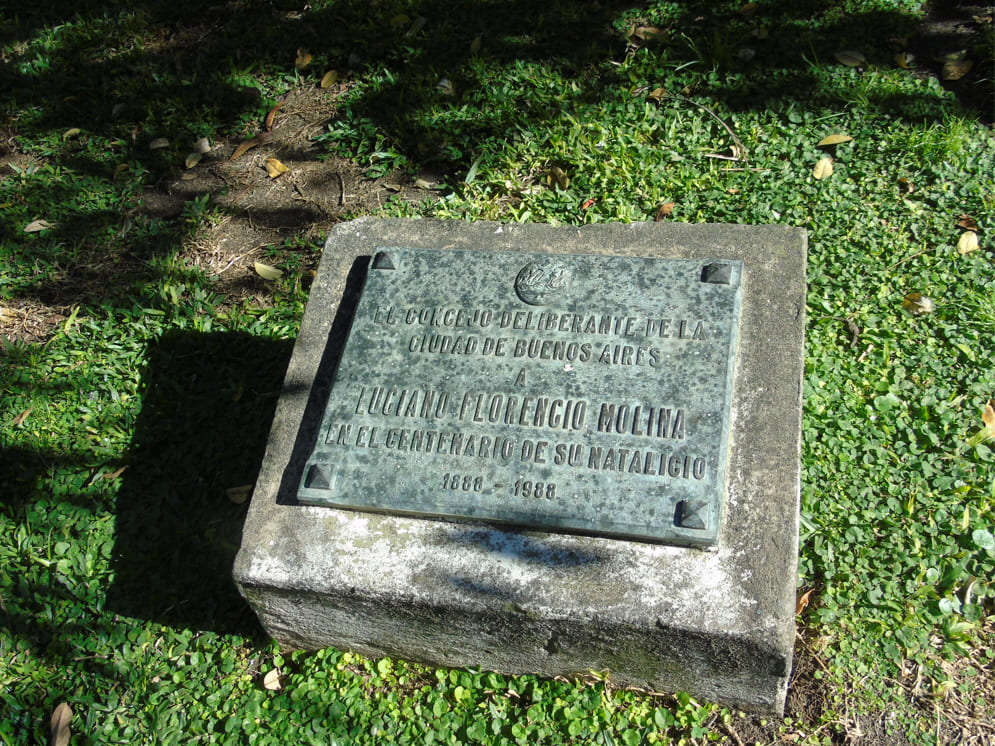 EL CONCEJO DELIBERANTE DE LA
CIUDAD DE BUENOS AIRES
A
LUCIANO FLORENCIO MOLINA
EN EL CENTENARIO DE SU NATALICIO
1888 - 1988